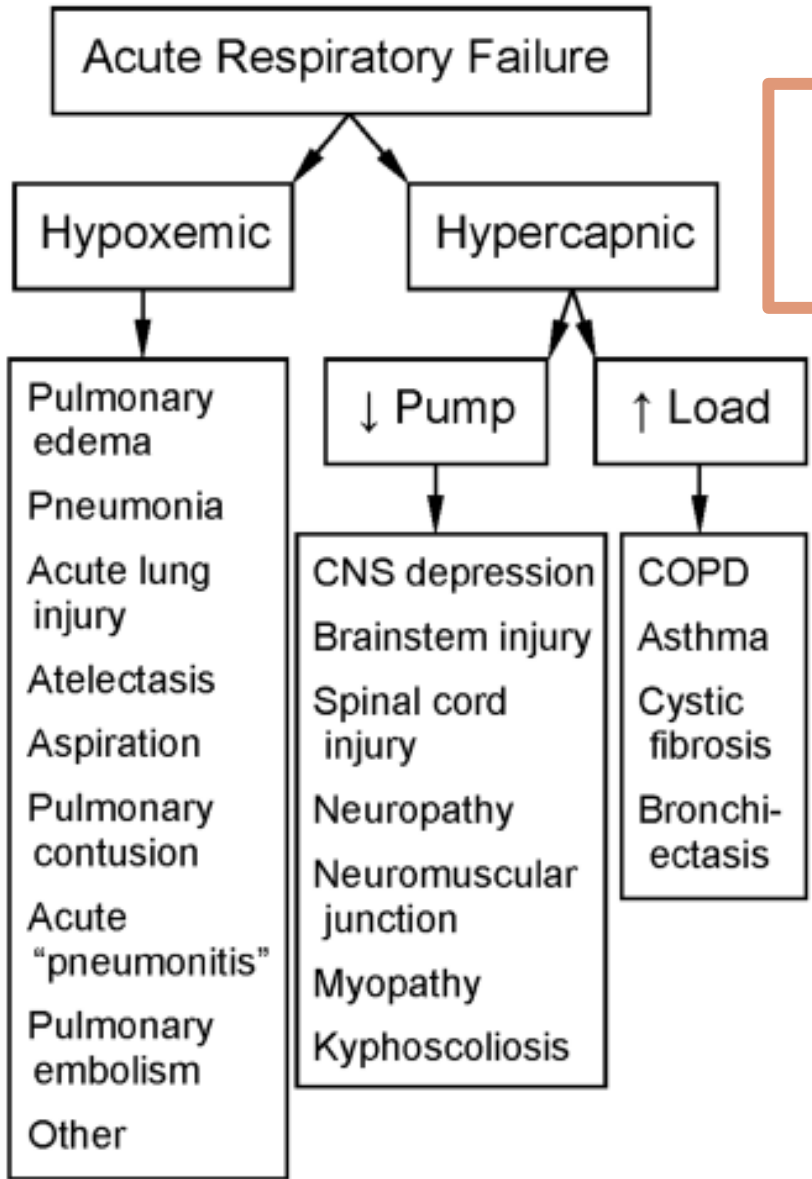 Acute Respiratory Failure
Hypoxemic
Hypercapnic
Pulmonary
edema
Pneumonia
Acute lung
injury
Atelectasis
Aspiration
Pulmonary
contusion
Acute
“pneumonitis”
Pulmonary
embolism
Other
↓ Pump
↑ Load
CNS depression
Brainstem injury
Spinal cord
injury
Neuropathy
Neuromuscular
junction
Myopathy
Kyphoscoliosis
COPD
Asthma
Cystic
fibrosis
Bronchi-
ectasis